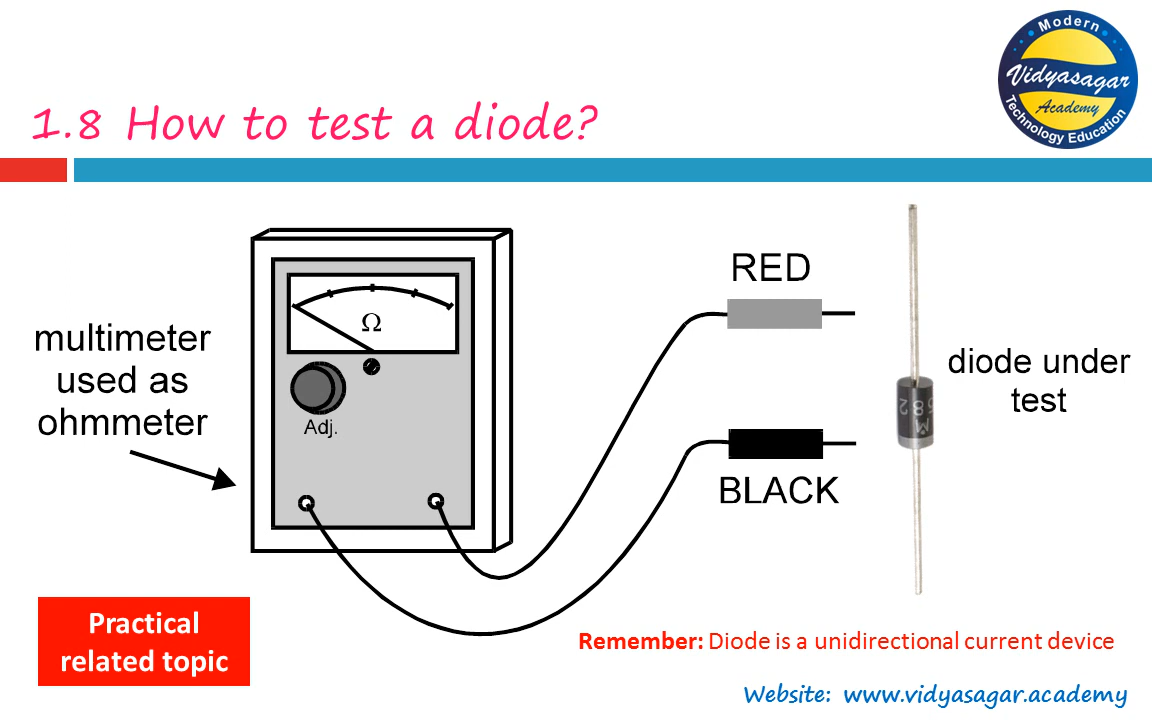 Modern
Vidyasagar
Academy
Technology Education
1.8 How to test a diode?
RED
multimeter
used as
ohmmeter
Ω
Adj.
diode under
test
M
682
BLACK
Practical
related topic
Remember: Diode is a unidirectional current device
Website: www.vidyasagar.academy